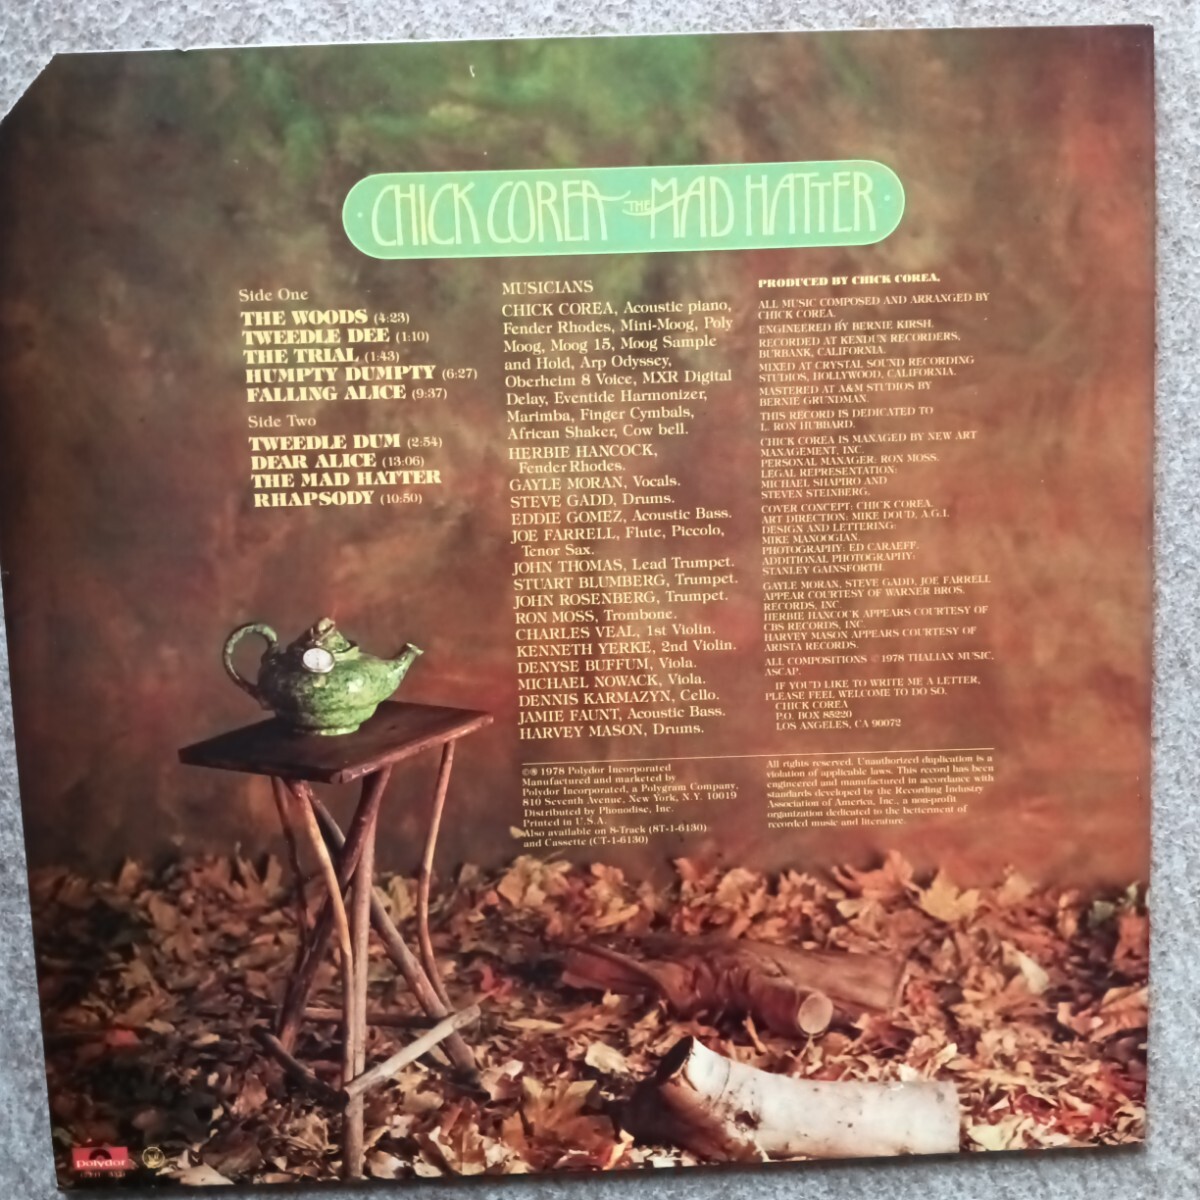 CHICK COREA THE MAD HATTER
Side One
THE WOODS (4:23)
TWEEDLE DEE (1:10)
THE TRIAL (1:43)
HUMPTY DUMPTY (6:27)
FALLING ALICE (9:37)
Side Two
TWEEDLE DUM (2:54)
DEAR ALICE (13:06)
THE MAD HATTER
RHAPSODY (10:50)
MUSICIANS
CHICK COREA, Acoustic piano,
Fender Rhodes, Mini-Moog, Poly
Moog, Moog 15, Moog Sample
and Hold, Arp Odyssey,
Oberheim 8 Voice, MXR Digital
Delay, Eventide Harmonizer,
Marimba, Finger Cymbals,
African Shaker, Cow bell.
HERBIE HANCOCK,
Fender Rhodes.
GAYLE MORAN, Vocals.
STEVE GADD, Drums.
EDDIE GOMEZ, Acoustic Bass.
JOE FARRELL, Flute, Piccolo,
Tenor Sax.
JOHN THOMAS, Lead Trumpet.
STUART BLUMBERG, Trumpet.
JOHN ROSENBERG, Trumpet.
RON MOSS, Trombone.
CHARLES VEAL, 1st Violin.
KENNETH YERKE, 2nd Violin.
DENYSE BUFFUM, Viola.
MICHAEL NOWACK, Viola.
DENNIS KARMAZYN, Cello.
JAMIE FAUNT, Acoustic Bass.
HARVEY MASON, Drums.
©℗ 1978 Polydor Incorporated
Manufactured and marketed by
Polydor Incorporated, a Polygram Company,
810 Seventh Avenue, New York, N.Y. 10019
Distributed by Phonodisc, Inc.
Printed in U.S.A.
Also available on 8-Track (8T-1-6130)
and Cassette (CT-1-6130)
PRODUCED BY CHICK COREA.
ALL MUSIC COMPOSED AND ARRANGED BY
CHICK COREA.
ENGINEERED BY BERNIE KIRSH.
RECORDED AT KENDUN RECORDERS,
BURBANK, CALIFORNIA.
MIXED AT CRYSTAL SOUND RECORDING
STUDIOS, HOLLYWOOD, CALIFORNIA.
MASTERED AT A&M STUDIOS BY
BERNIE GRUNDMAN.
THIS RECORD IS DEDICATED TO
L. RON HUBBARD.
CHICK COREA IS MANAGED BY NEW ART
MANAGEMENT, INC.
PERSONAL MANAGER: RON MOSS.
LEGAL REPRESENTATION:
MICHAEL SHAPIRO AND
STEVEN STEINBERG.
COVER CONCEPT: CHICK COREA.
ART DIRECTION: MIKE DOUD, A.G.I.
DESIGN AND LETTERING:
MIKE MANOOGIAN.
PHOTOGRAPHY: ED CARAEFF.
ADDITIONAL PHOTOGRAPHY:
STANLEY GAINSFORTH.
GAYLE MORAN, STEVE GADD, JOE FARRELL
APPEAR COURTESY OF WARNER BROS.
RECORDS, INC.
HERBIE HANCOCK APPEARS COURTESY OF
CBS RECORDS, INC.
HARVEY MASON APPEARS COURTESY OF
ARISTA RECORDS.
ALL COMPOSITIONS ©1978 THALIAN MUSIC,
ASCAP.
IF YOU'D LIKE TO WRITE ME A LETTER,
PLEASE FEEL WELCOME TO DO SO.
CHICK COREA
P.O. BOX 85220
LOS ANGELES, CA 90072
All rights reserved. Unauthorized duplication is a
violation of applicable laws. This record has been
engineered and manufactured in accordance with
standards developed by the Recording Industry
Association of America, Inc., a non-profit
organization dedicated to the betterment of
recorded music and literature.
polydor